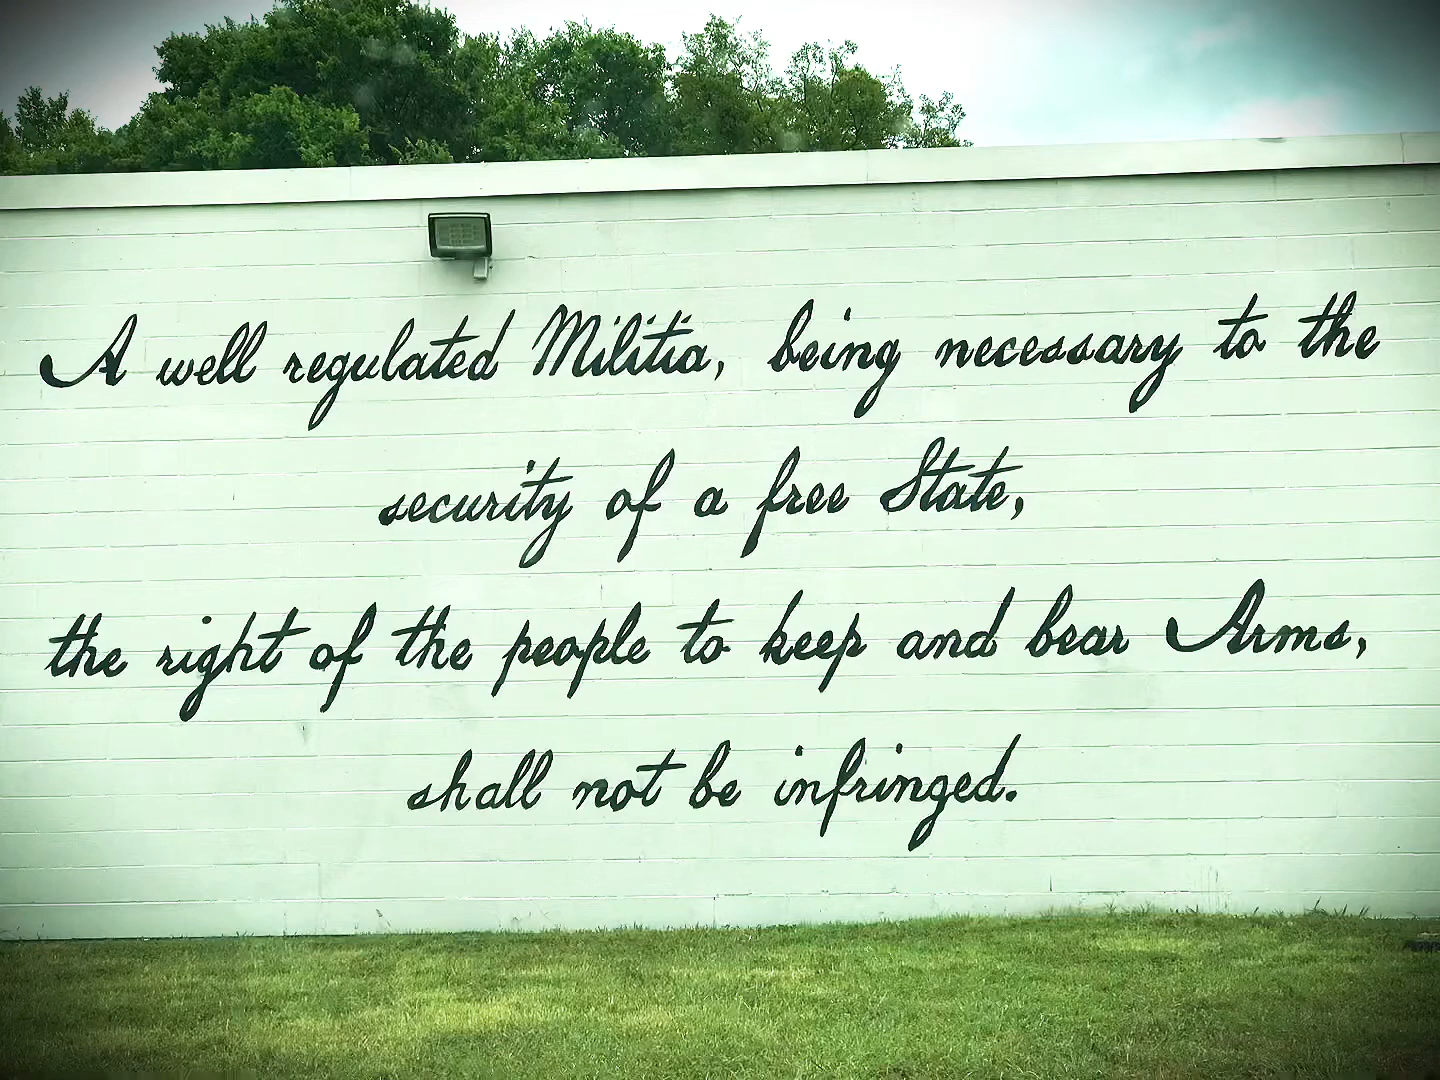 A well regulated Militia, being necessary to the
security of a free State,
the right of the people to keep and bear Arms,
shall not be infringed.